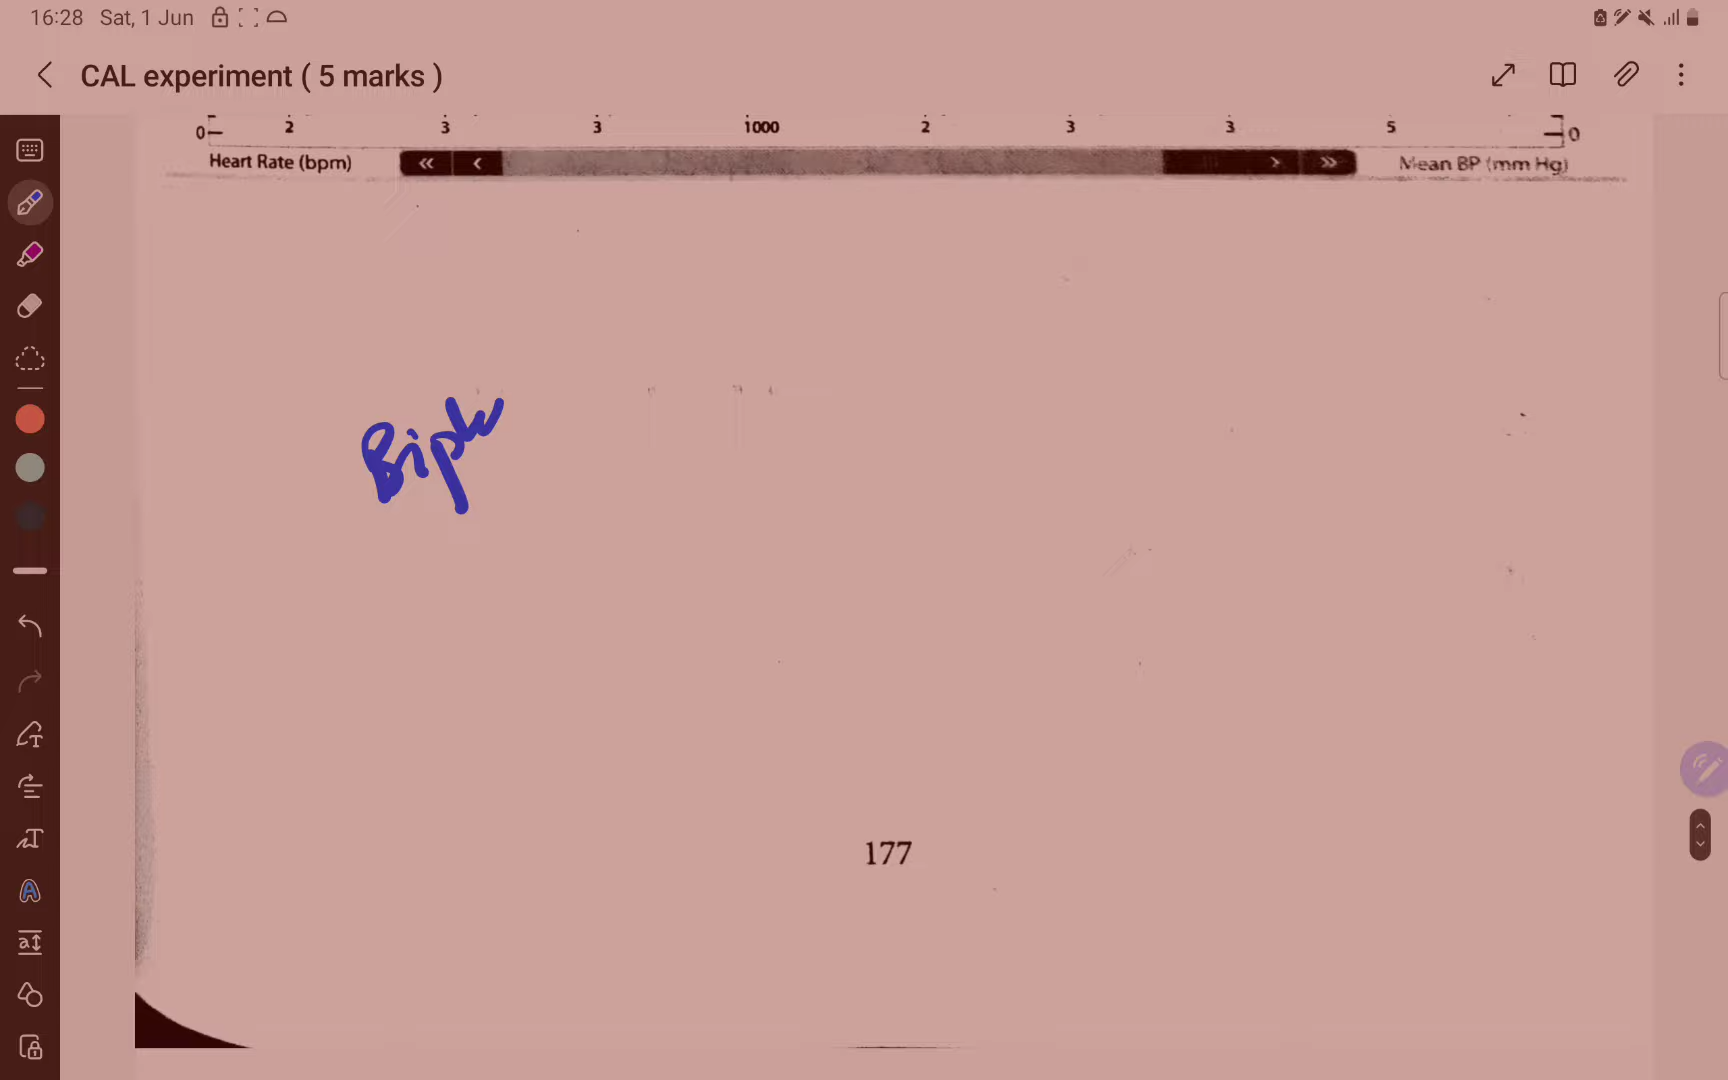 16:28 Sat, 1 Jun
CAL experiment ( 5 marks )
0 2 3 3 1000 2 3 3 5 0
Heart Rate (bpm) « ‹ › » Mean BP (mm Hg)
177